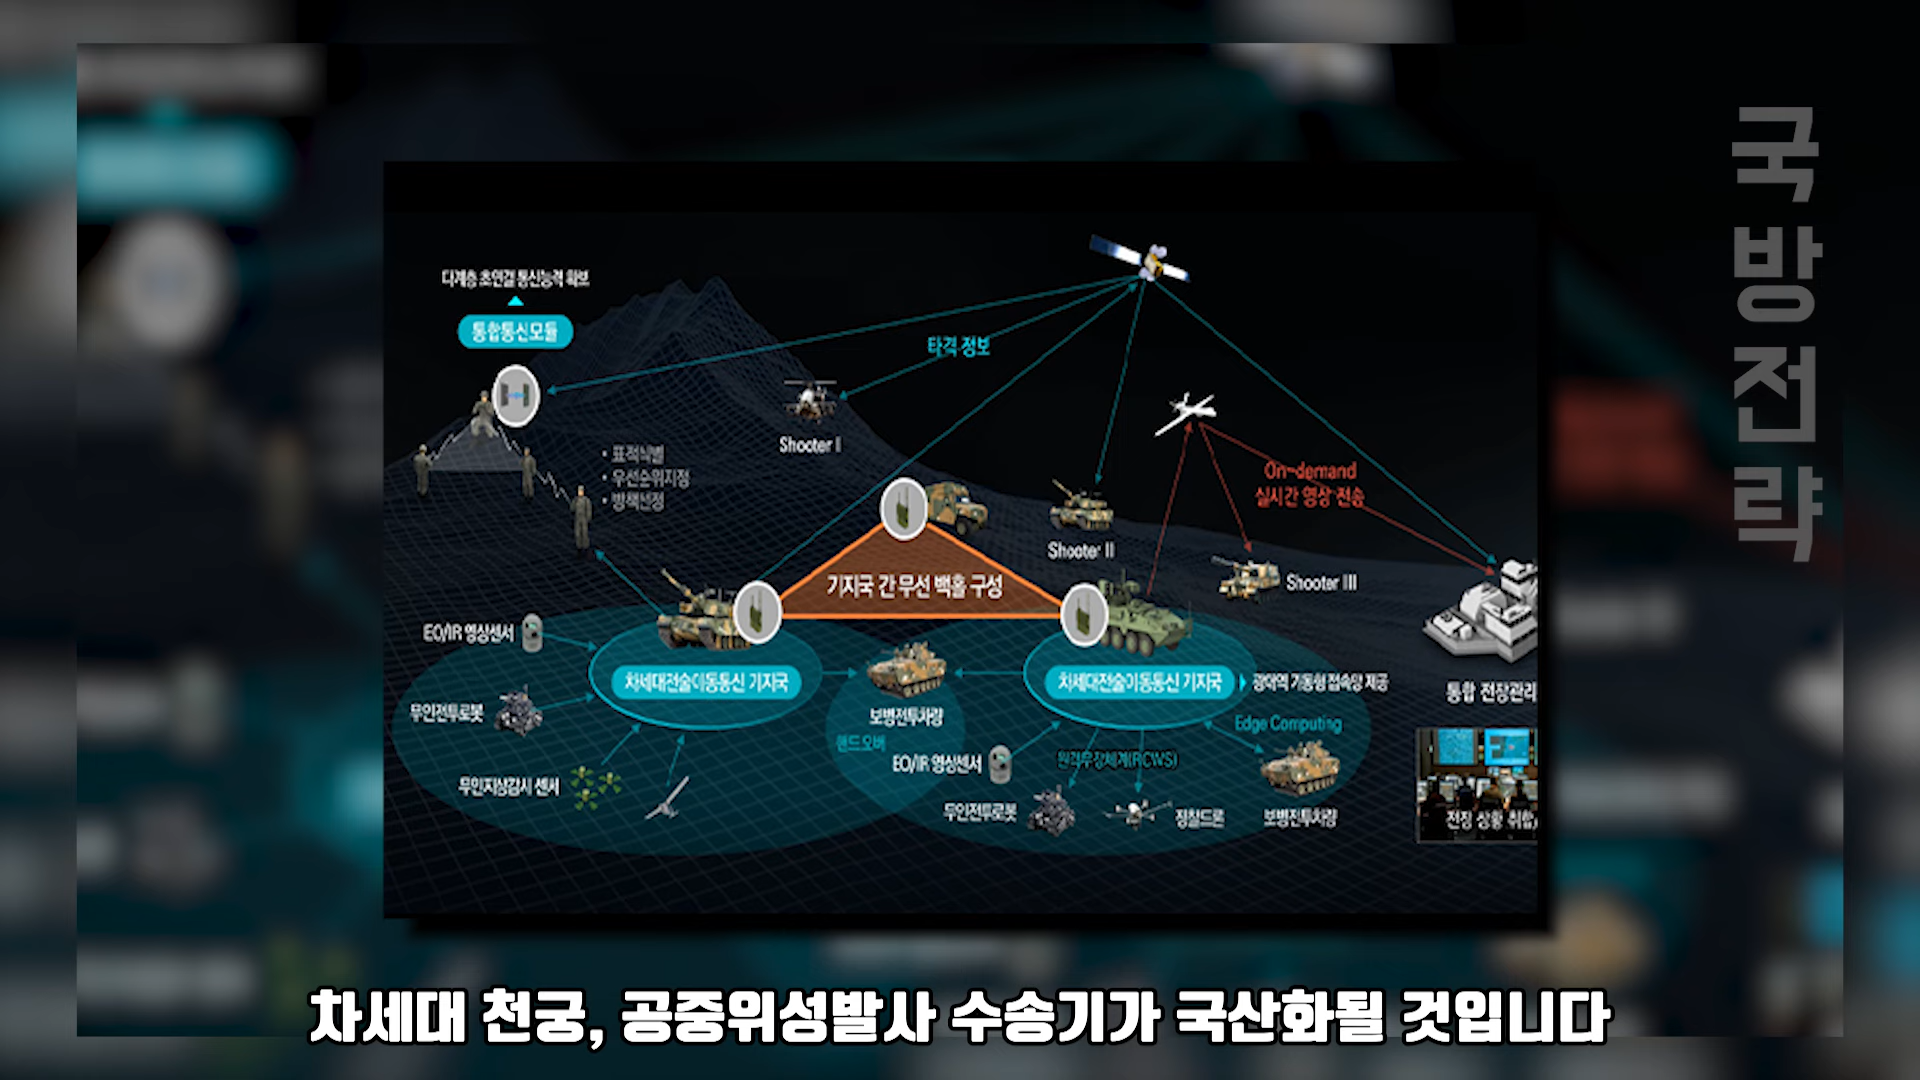 국방전략
다계층 초연결 통신능력 확보
통합통신모듈
타격 정보
Shooter I
• 표적식별
• 우선순위지정
• 방책선정
On-demand
실시간 영상 전송
Shooter II
Shooter III
기지국 간 무선 백홀 구성
EO/IR 영상센서
차세대전술이동통신 기지국
차세대전술이동통신 기지국
광대역 기동형 접속망 제공
통합 전장관리
무인전투로봇
보병전투차량
핸드오버
Edge Computing
EO/IR 영상센서
원격무장체계(RCWS)
무인지상감시 센서
무인전투로봇
정찰드론
보병전투차량
전장 상황 취합,
차세대 천궁, 공중위성발사 수송기가 국산화될 것입니다